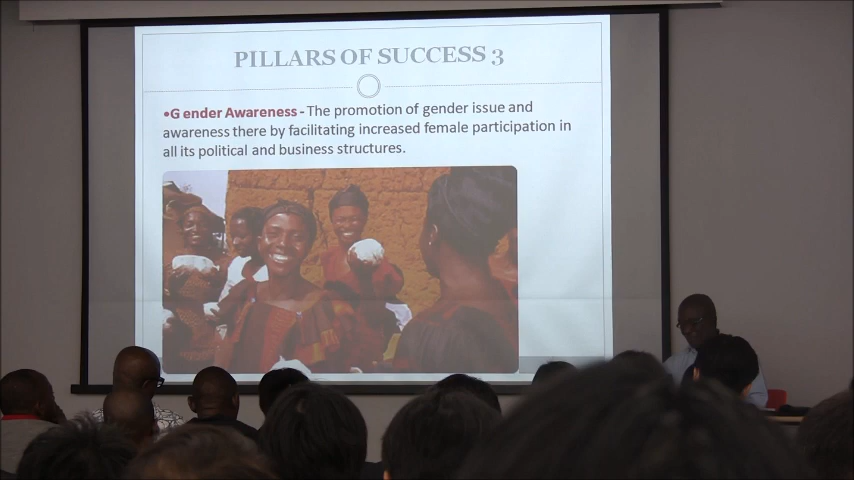 PILLARS OF SUCCESS 3
•G ender Awareness - The promotion of gender issue and
awareness there by facilitating increased female participation in
all its political and business structures.